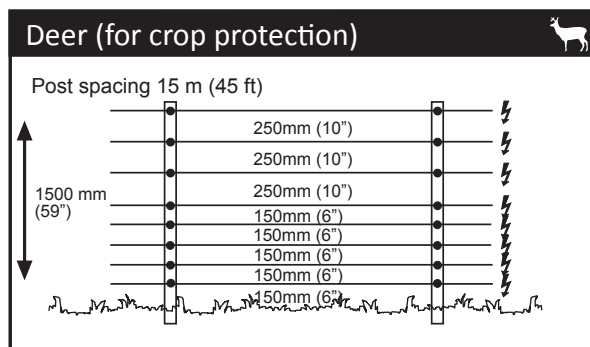 Deer (for crop protection)
Post spacing 15 m (45 ft)
250mm (10”)
250mm (10”)
1500 mm
(59”)
250mm (10”)
150mm (6”)
150mm (6”)
150mm (6”)
150mm (6”)
150mm (6”)